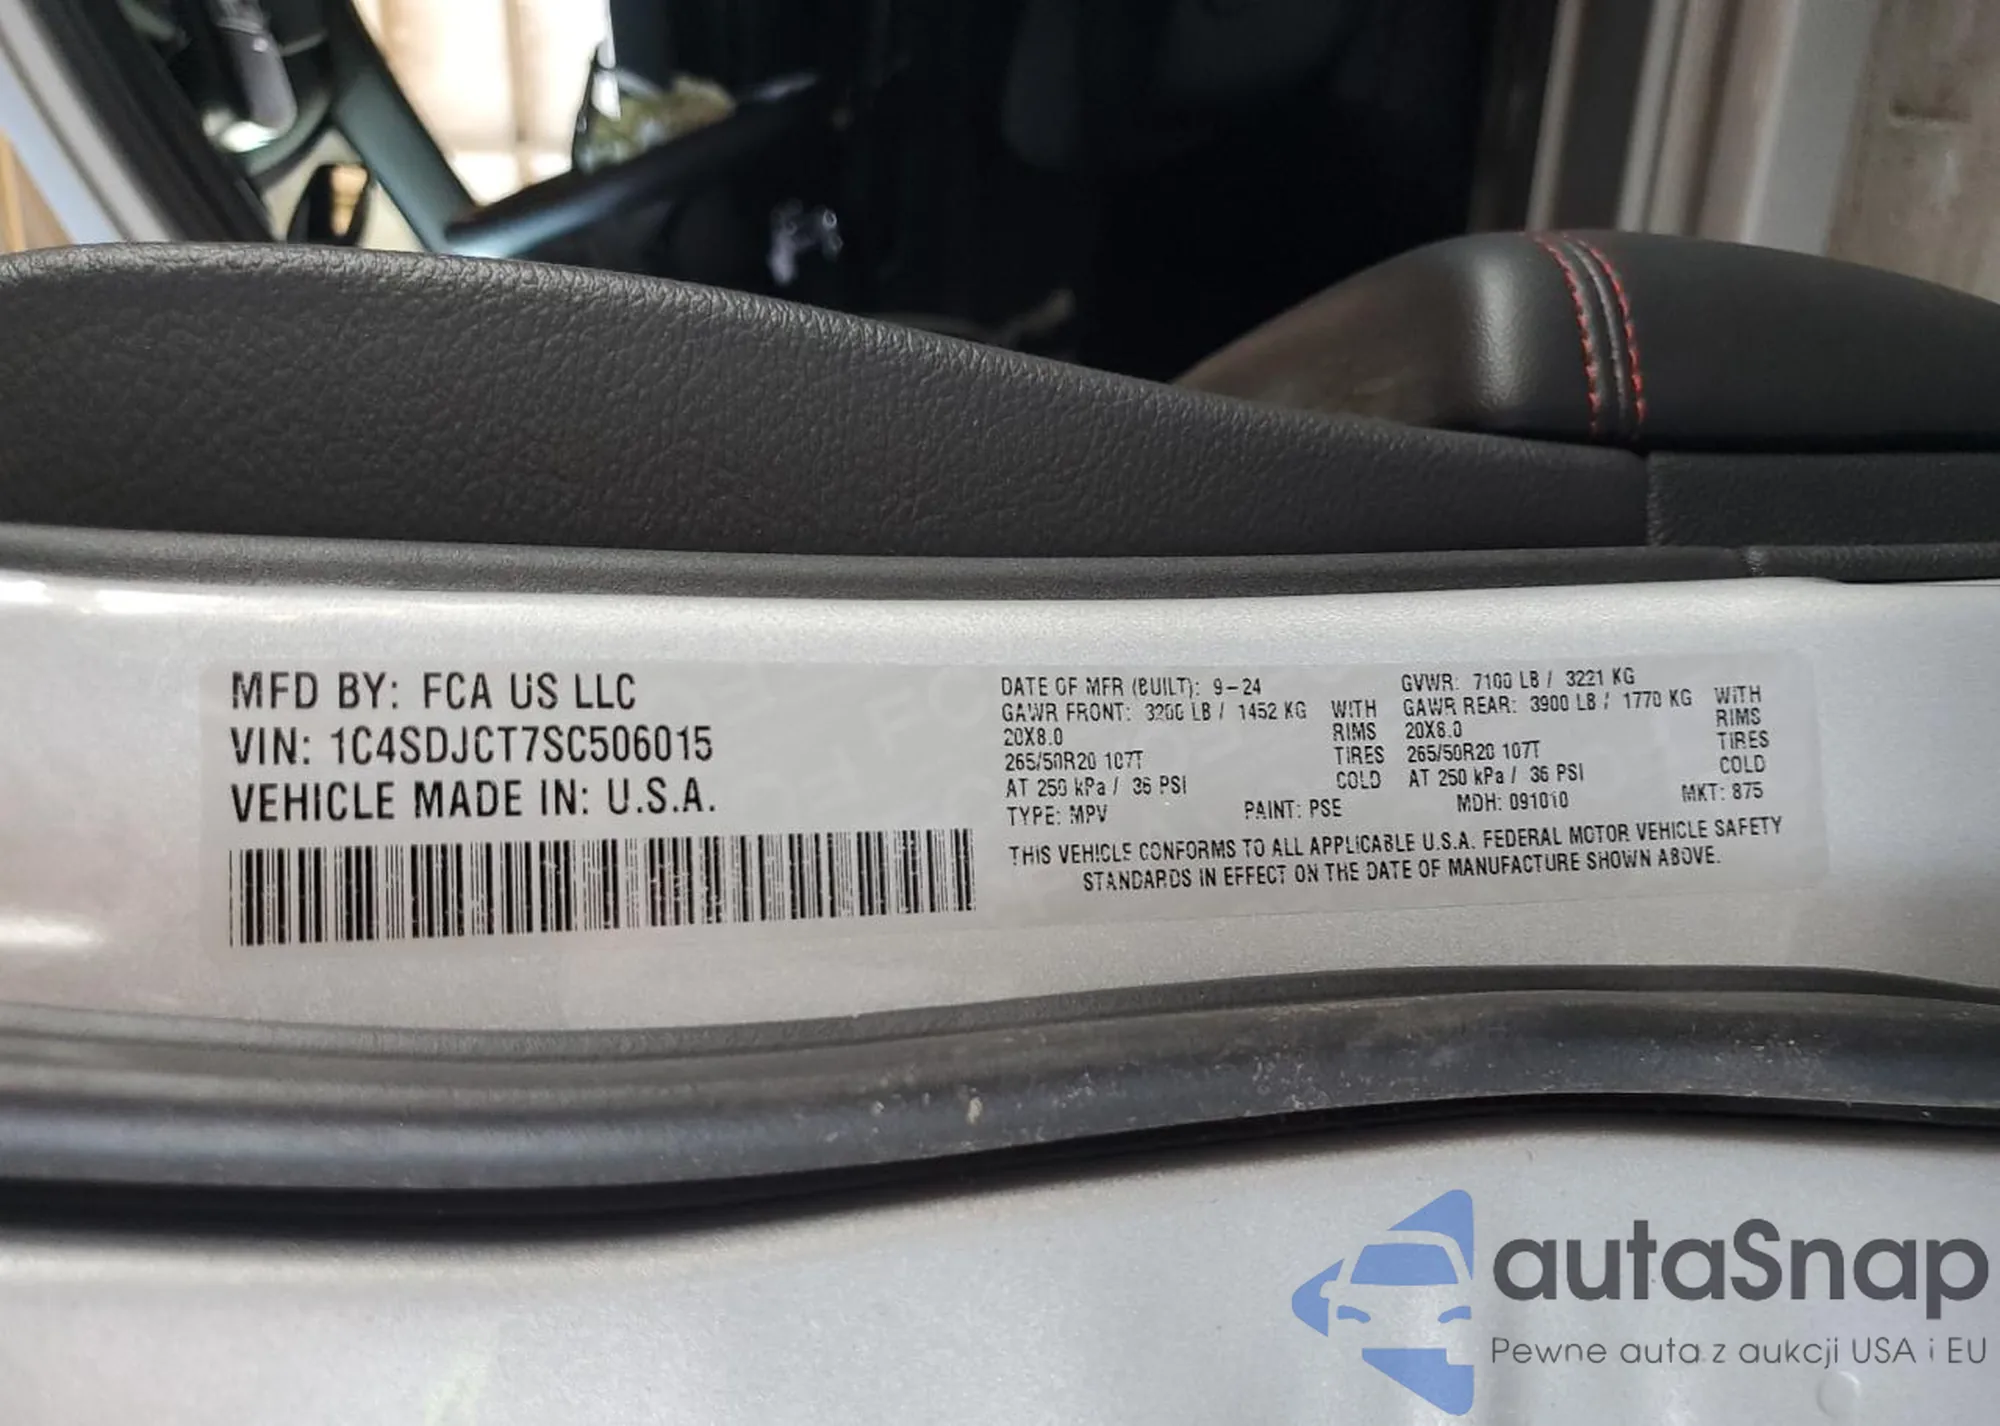 MFD BY: FCA US LLC
VIN: 1C4SDJCT7SC506015
VEHICLE MADE IN: U.S.A.
DATE OF MFR (BUILT): 9-24
GVWR: 7100 LB / 3221 KG
GAWR FRONT: 3200 LB / 1452 KG WITH
GAWR REAR: 3900 LB / 1770 KG WITH
20X8.0 RIMS
20X8.0 RIMS
265/50R20 107T TIRES
265/50R20 107T TIRES
AT 250 kPa / 36 PSI COLD
AT 250 kPa / 36 PSI COLD
TYPE: MPV PAINT: PSE MDH: 091010 MKT: 875
THIS VEHICLE CONFORMS TO ALL APPLICABLE U.S.A. FEDERAL MOTOR VEHICLE SAFETY
STANDARDS IN EFFECT ON THE DATE OF MANUFACTURE SHOWN ABOVE.
autaSnap
Pewne auta z aukcji USA i EU